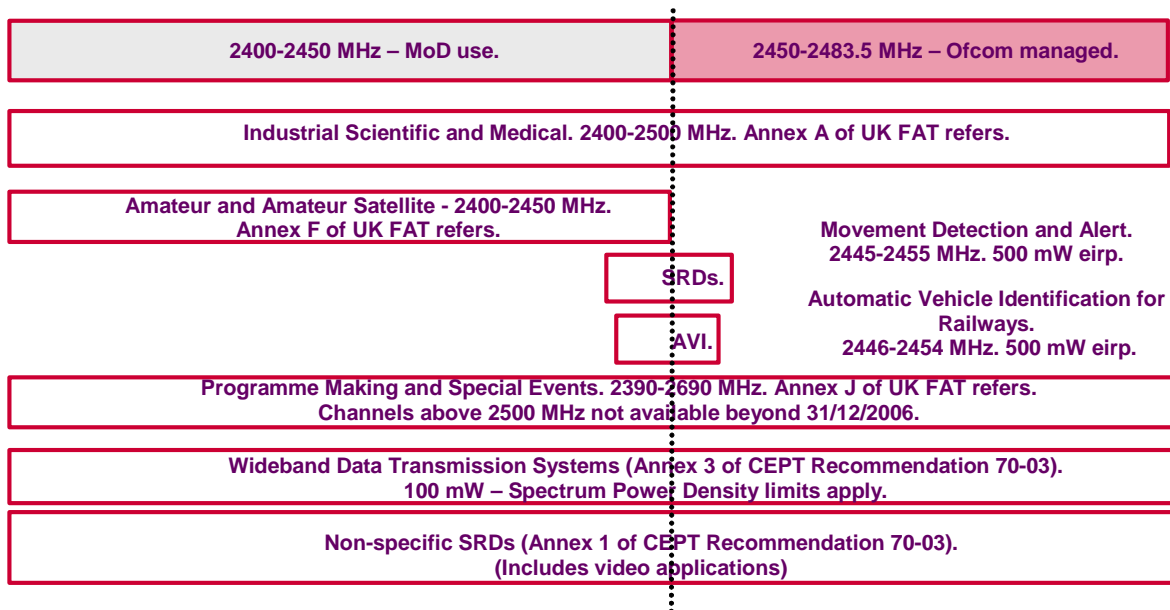 2400-2450 MHz – MoD use.
2450-2483.5 MHz – Ofcom managed.
Industrial Scientific and Medical. 2400-2500 MHz. Annex A of UK FAT refers.
Amateur and Amateur Satellite - 2400-2450 MHz.
Annex F of UK FAT refers.
Movement Detection and Alert.
2445-2455 MHz. 500 mW eirp.
SRDs.
Automatic Vehicle Identification for
Railways.
2446-2454 MHz. 500 mW eirp.
AVI.
Programme Making and Special Events. 2390-2690 MHz. Annex J of UK FAT refers.
Channels above 2500 MHz not available beyond 31/12/2006.
Wideband Data Transmission Systems (Annex 3 of CEPT Recommendation 70-03).
100 mW – Spectrum Power Density limits apply.
Non-specific SRDs (Annex 1 of CEPT Recommendation 70-03).
(Includes video applications)